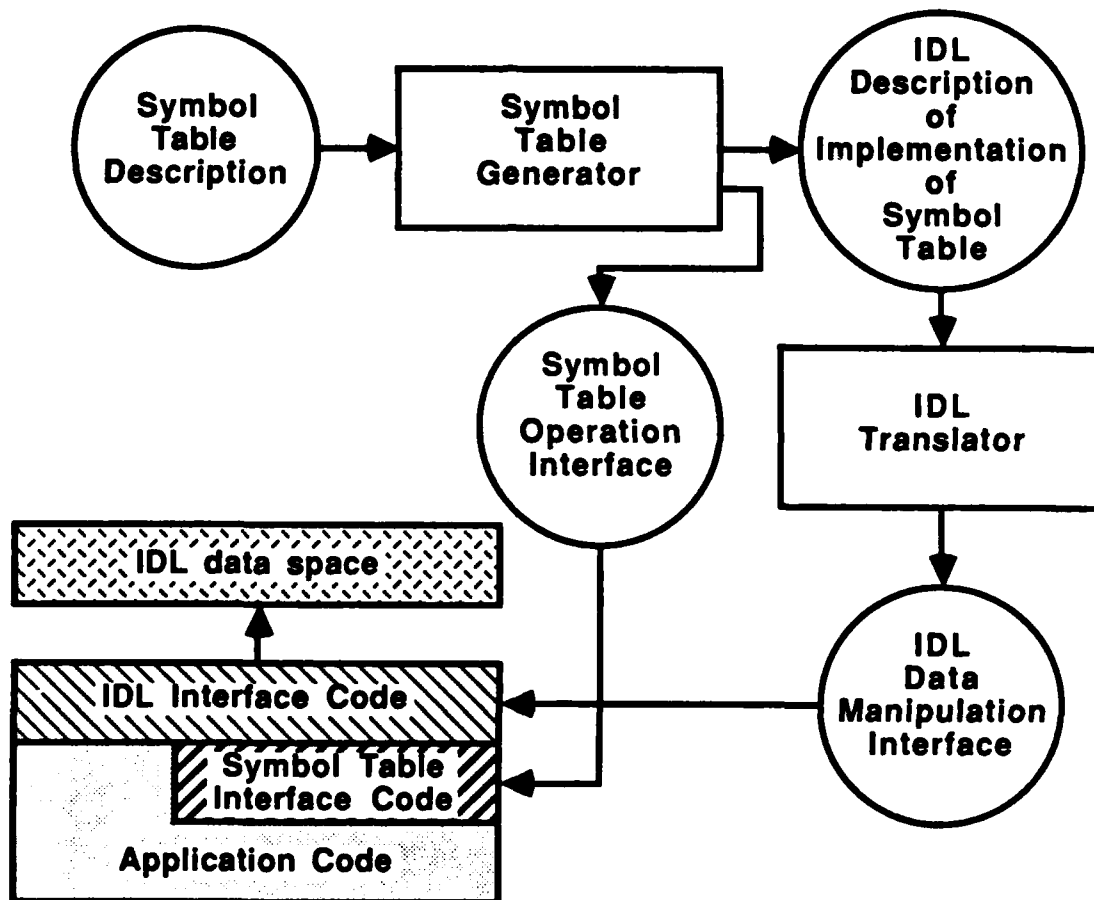 Symbol
Table
Description
Symbol
Table
Generator
IDL
Description
of
Implementation
of
Symbol
Table
Symbol
Table
Operation
Interface
IDL
Translator
IDL data space
IDL Interface Code
Symbol Table
Interface Code
Application Code
IDL
Data
Manipulation
Interface